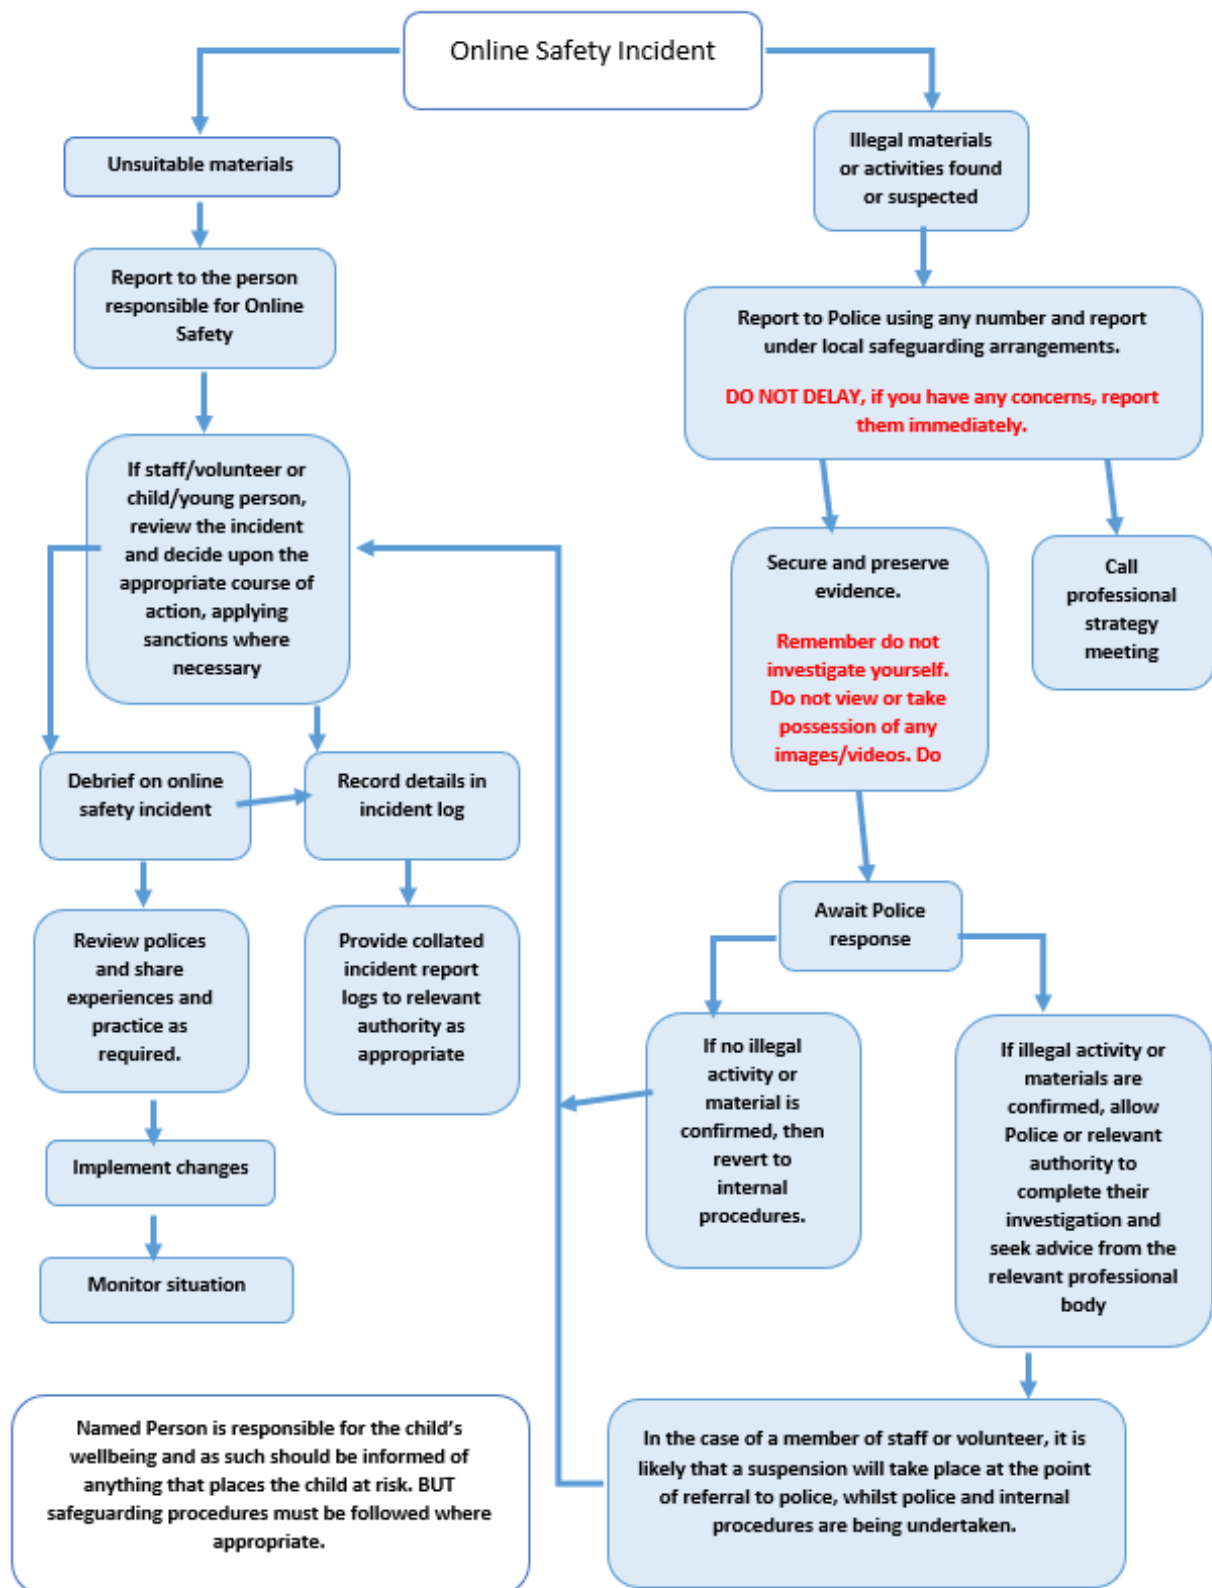 Online Safety Incident
Unsuitable materials
Illegal materials
or activities found
or suspected
Report to the person
responsible for Online
Safety
Report to Police using any number and report
under local safeguarding arrangements.
DO NOT DELAY, if you have any concerns, report
them immediately.
If staff/volunteer or
child/young person,
review the incident
and decide upon the
appropriate course of
action, applying
sanctions where
necessary
Secure and preserve
evidence.
Remember do not
investigate yourself.
Do not view or take
possession of any
images/videos. Do
Call
professional
strategy
meeting
Debrief on online
safety incident
Record details in
incident log
Await Police
response
Review polices
and share
experiences and
practice as
required.
Provide collated
incident report
logs to relevant
authority as
appropriate
If no illegal
activity or
material is
confirmed, then
revert to
internal
procedures.
If illegal activity or
materials are
confirmed, allow
Police or relevant
authority to
complete their
investigation and
seek advice from the
relevant professional
body
Implement changes
Monitor situation
Named Person is responsible for the child's
wellbeing and as such should be informed of
anything that places the child at risk. BUT
safeguarding procedures must be followed where
appropriate.
In the case of a member of staff or volunteer, it is
likely that a suspension will take place at the point
of referral to police, whilst police and internal
procedures are being undertaken.